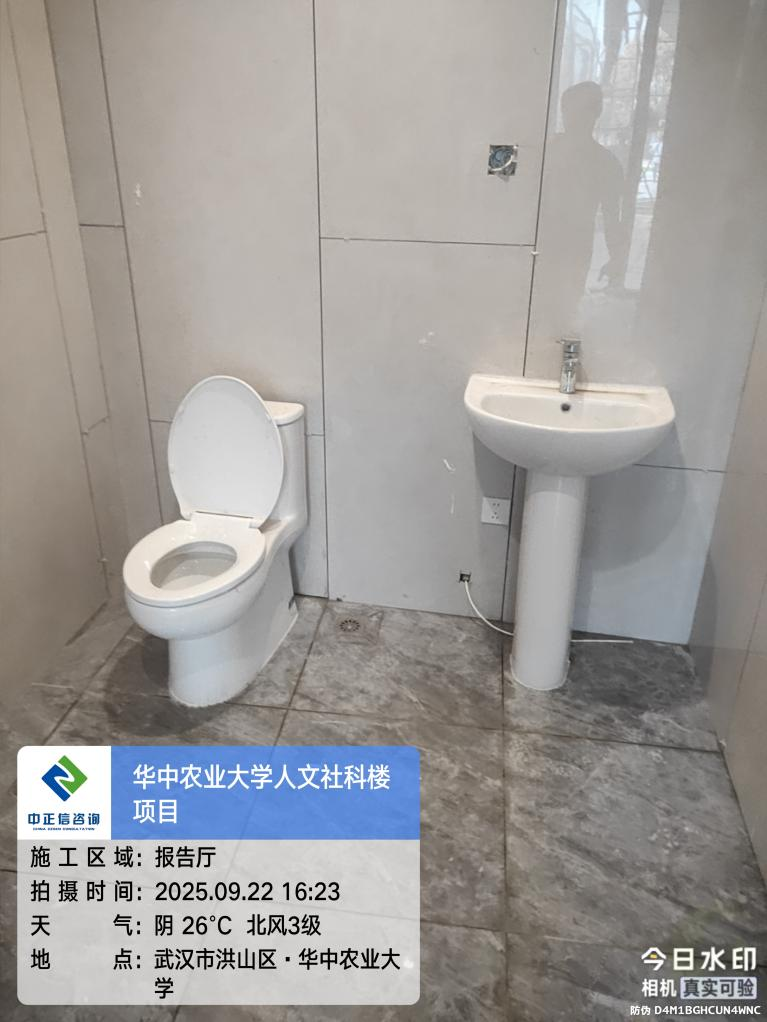 中正信咨询
CHINA ZXXIN CONSULTATION
华中农业大学人文社科楼
项目
施工区域：报告厅
拍摄时间：2025.09.22 16:23
天气：阴 26℃ 北风3级
地点：武汉市洪山区·华中农业大
学
今日水印
相机 真实可验
防伪 D4M1BGHCUN4WNC